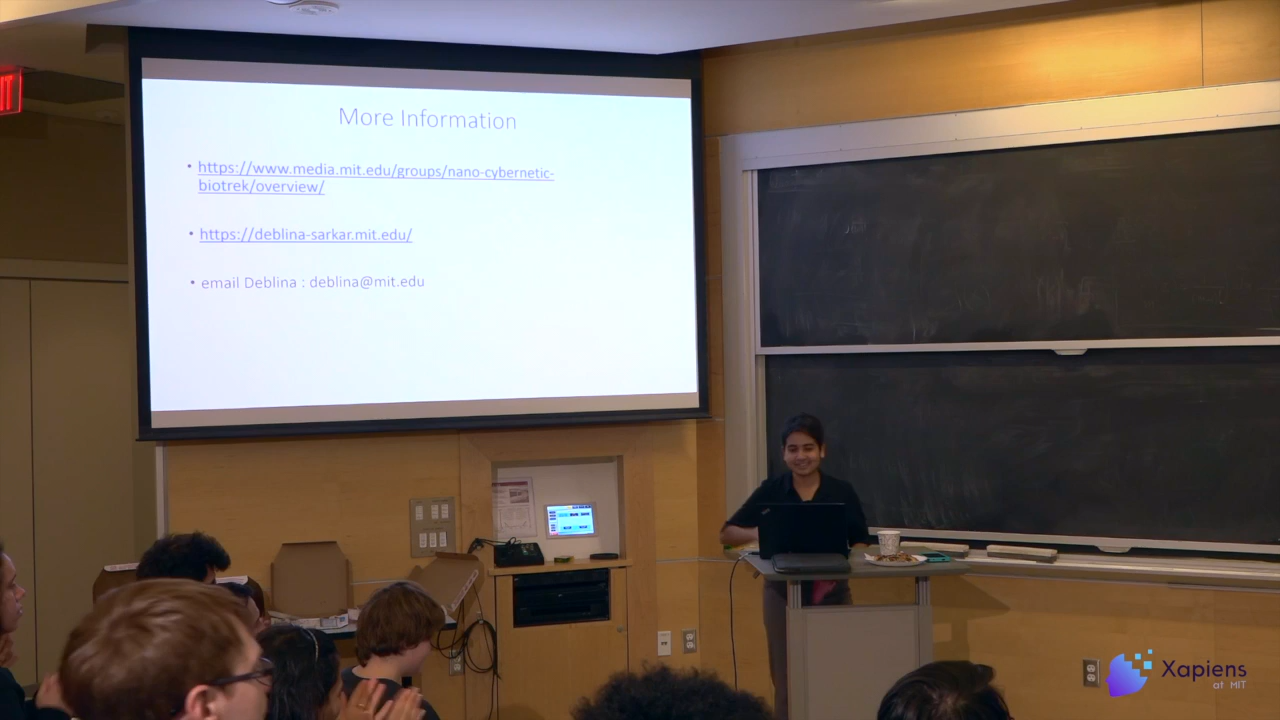 More Information
• https://www.media.mit.edu/groups/nano-cybernetic-
biotrek/overview/
• https://deblina-sarkar.mit.edu/
• email Deblina : deblina@mit.edu
Xapiens
at MIT